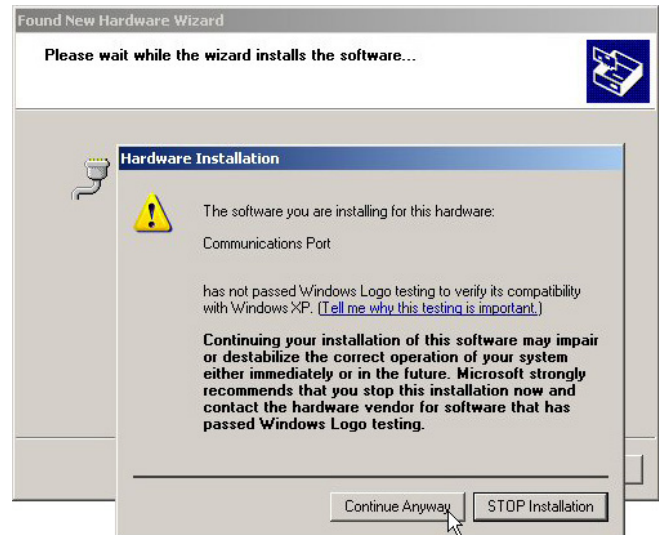 Found New Hardware Wizard
Please wait while the wizard installs the software...
Hardware Installation
The software you are installing for this hardware:
Communications Port
has not passed Windows Logo testing to verify its compatibility
with Windows XP. (Tell me why this testing is important.)
Continuing your installation of this software may impair
or destabilize the correct operation of your system
either immediately or in the future. Microsoft strongly
recommends that you stop this installation now and
contact the hardware vendor for software that has
passed Windows Logo testing.
Continue Anyway
STOP Installation